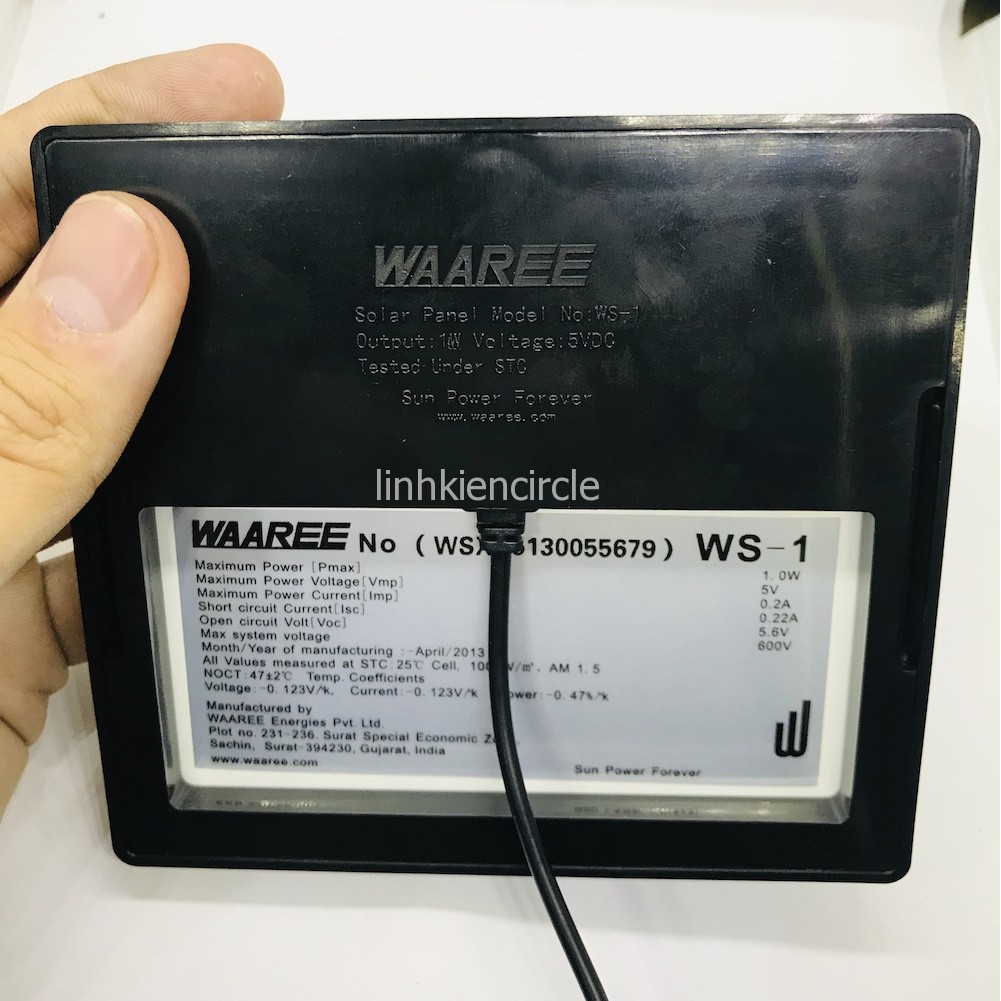 WAAREE
Solar Panel Model No:WS-1
Output:1W Voltage:5VDC
Tested Under STC
Sun Power Forever
www.waaree.com
linhkiencircle
WAAREE No ( 130055679 ) WS-1
Maximum Power [Pmax] 1.0W
Maximum Power Voltage[Vmp] 5V
Maximum Power Current[Imp] 0.2A
Short circuit Current[Isc] 0.22A
Open circuit Volt[Voc] 5.6V
Max system voltage 600V
Month/Year of manufacturing :-April/2013
All Values measured at STC:25℃ Cell, AM 1.5
NOCT:47±2℃ Temp. Coefficients
Voltage:-0.123V/°k, Current:-0.123V/°k :-0.47%/°k
Manufactured by
WAAREE Energies Pvt. Ltd.
Plot no. 231-236. Surat Special Economic
Sachin, Surat-394230, Gujarat, India
www.waaree.com
Sun Power Forever